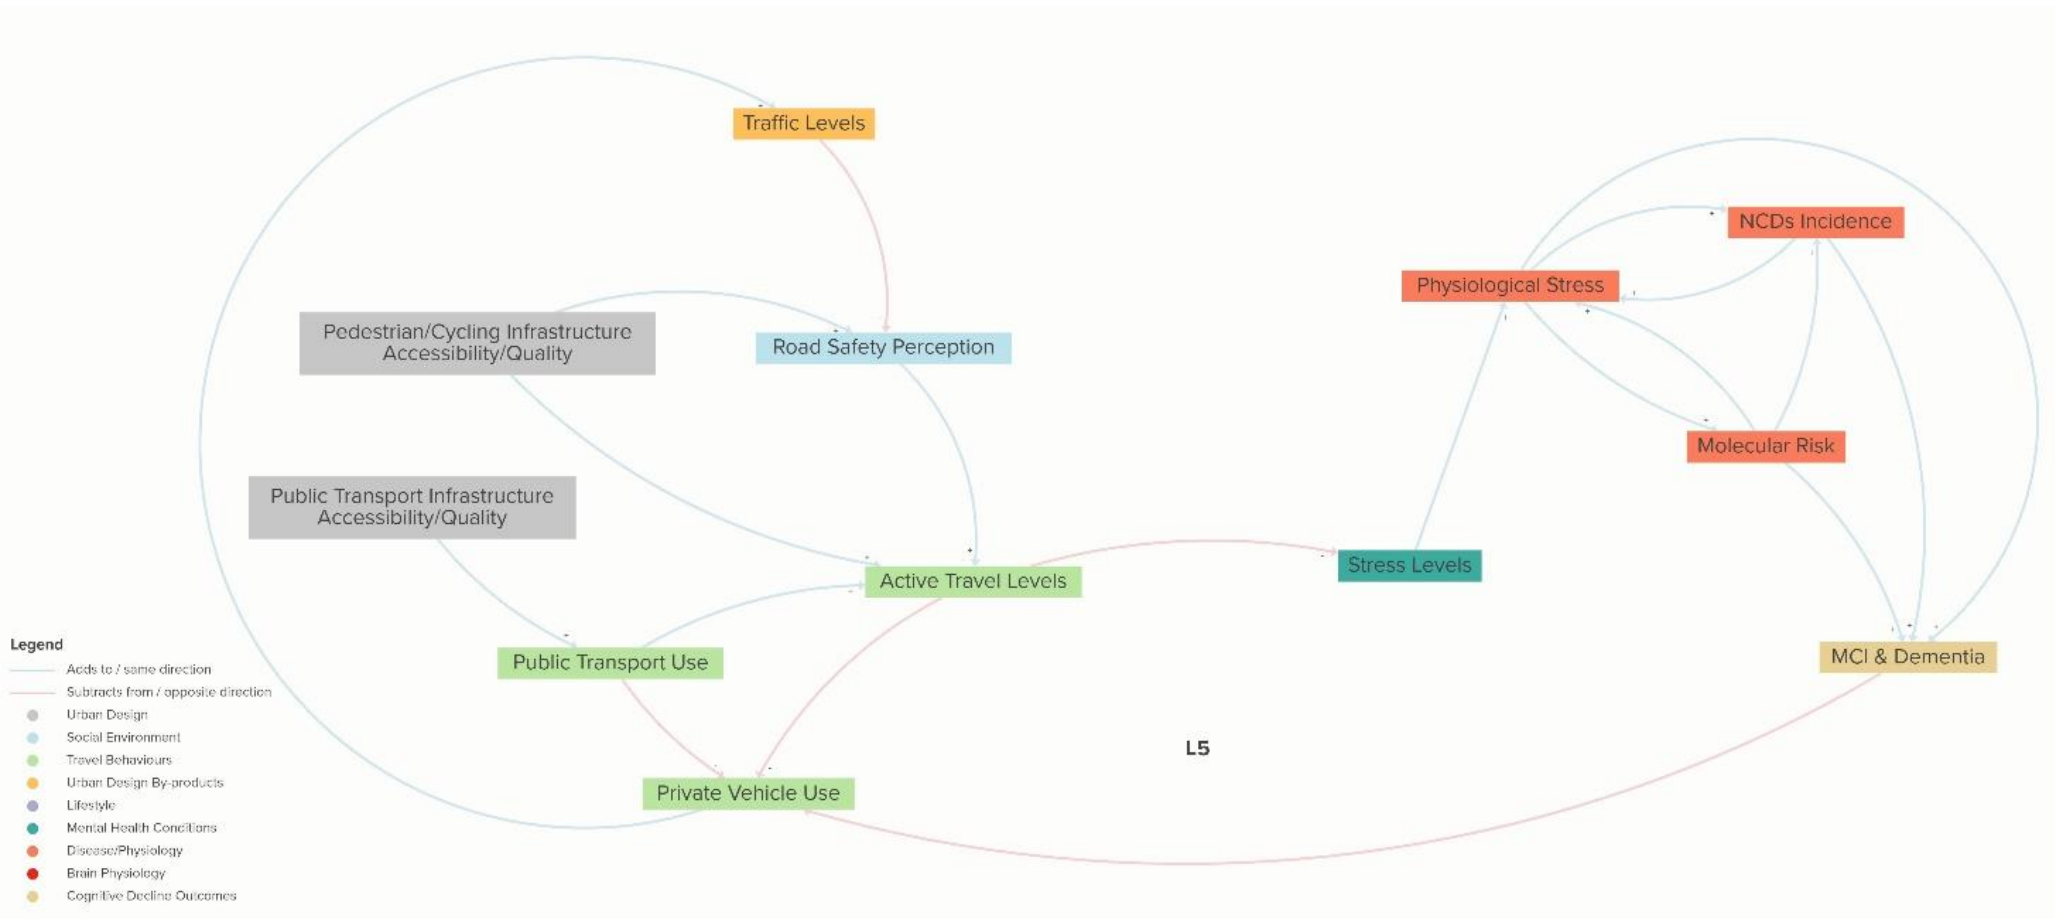 Traffic Levels
NCDs Incidence
Physiological Stress
Pedestrian/Cycling Infrastructure
Accessibility/Quality
Road Safety Perception
Molecular Risk
Public Transport Infrastructure
Accessibility/Quality
Stress Levels
Active Travel Levels
Public Transport Use
MCI & Dementia
L5
Private Vehicle Use
Legend
Adds to / same direction
Subtracts from / opposite direction
Urban Design
Social Environment
Travel Behaviours
Urban Design By-products
Lifestyle
Mental Health Conditions
Disease/Physiology
Brain Physiology
Cognitive Decline Outcomes